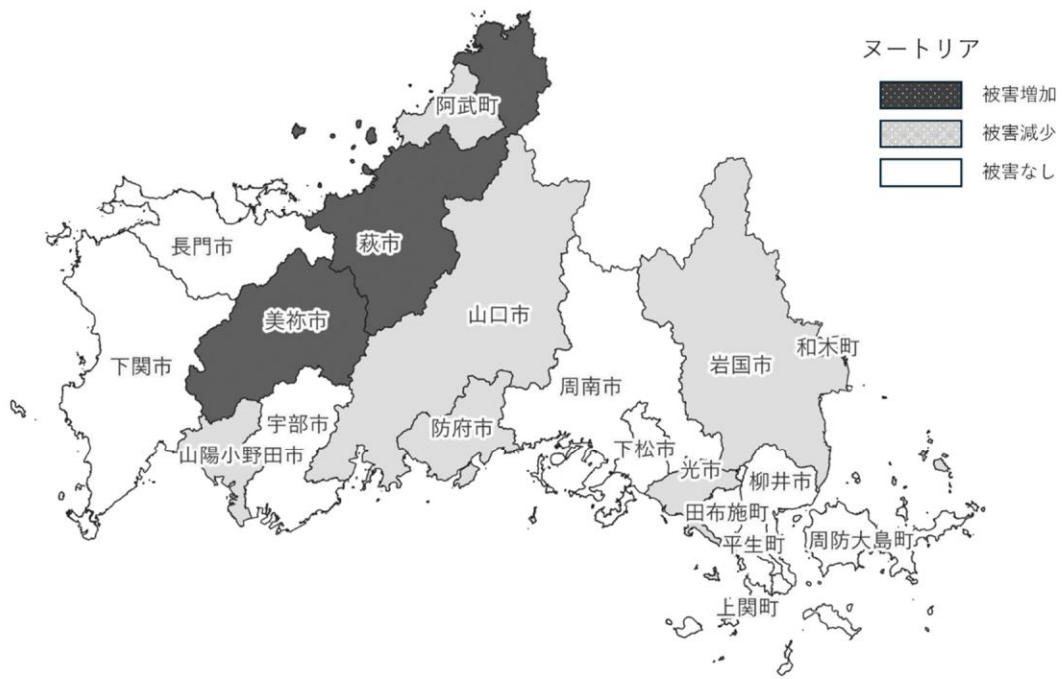 ヌートリア
被害増加
被害減少
被害なし
阿武町
萩市
長門市
美祢市
山口市
下関市
和木町
岩国市
周南市
宇部市
防府市
山陽小野田市
下松市
光市
柳井市
田布施町
平生町
周防大島町
上関町